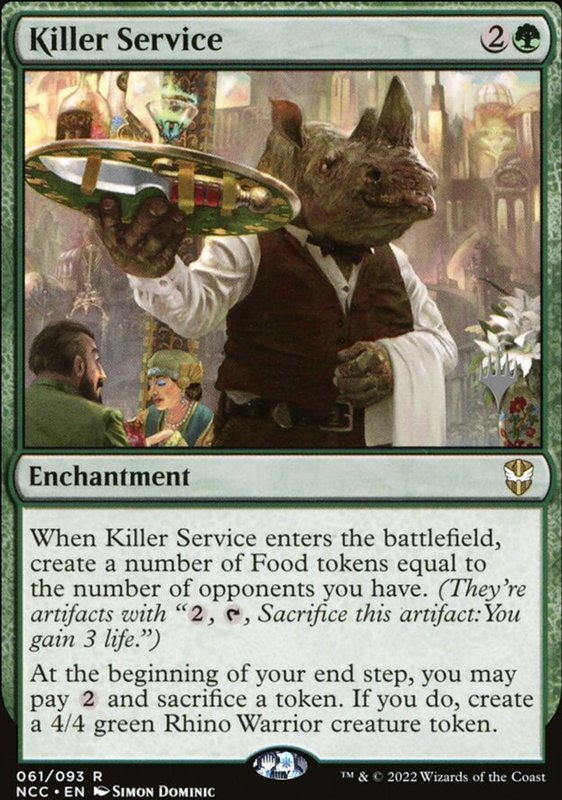 Killer Service 2
Enchantment
When Killer Service enters the battlefield,
create a number of Food tokens equal to
the number of opponents you have. (They're
artifacts with “2, , Sacrifice this artifact: You
gain 3 life.”)
At the beginning of your end step, you may
pay 2 and sacrifice a token. If you do, create
a 4/4 green Rhino Warrior creature token.
061/093 R
NCC • EN SIMON DOMINIC
™ & © 2022 Wizards of the Coast